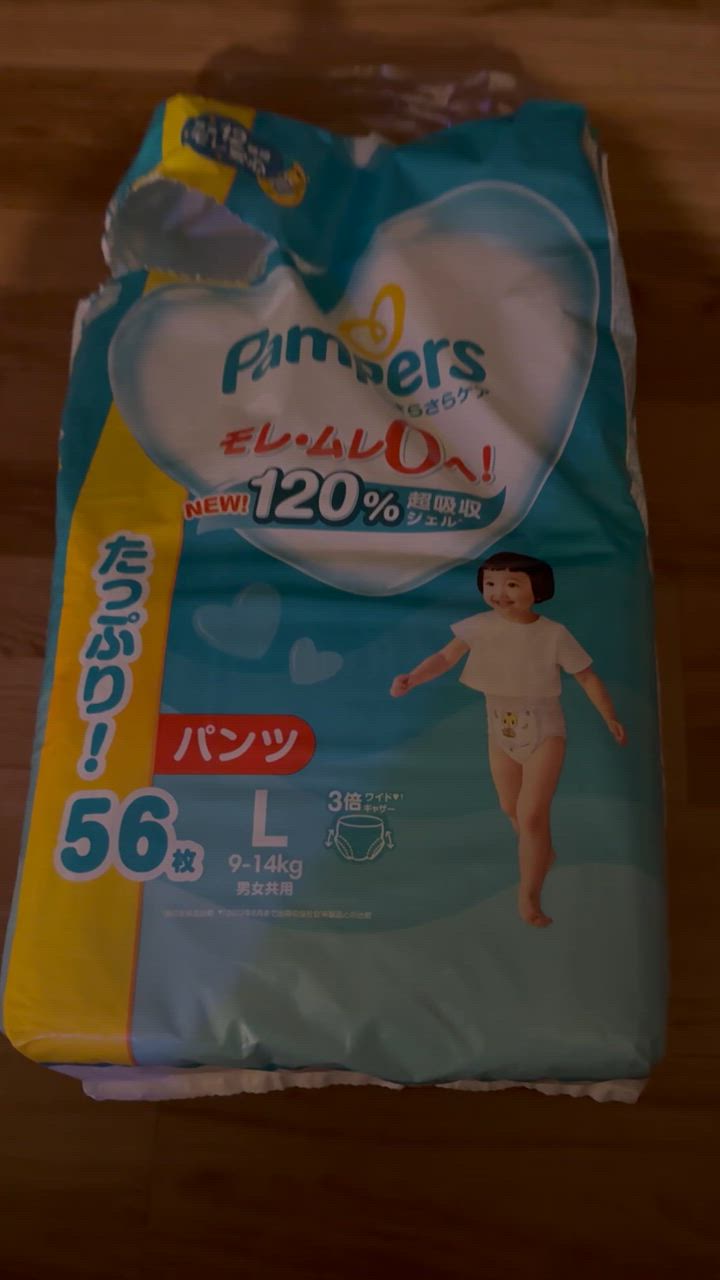 Pampers
さらさらケア
モレ・ムレ0へ!
NEW! 120% 超吸収
ジェル
たっぷり!
56枚
パンツ
L
9-14kg
男女共用
3倍 ワイド
ギャザー